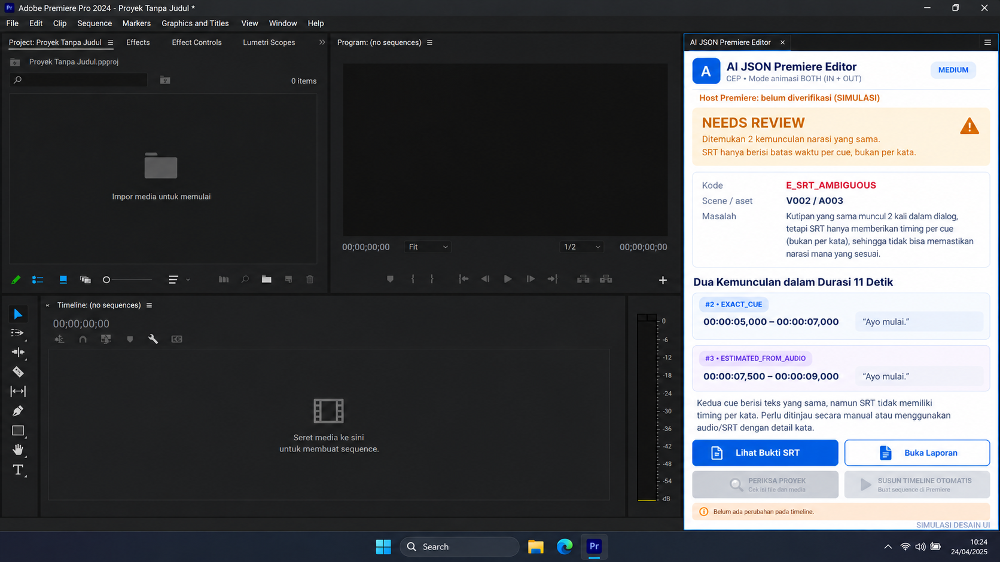 Pr Adobe Premiere Pro 2024 - Proyek Tanpa Judul *
File Edit Clip Sequence Markers Graphics and Titles View Window Help
Project: Proyek Tanpa Judul Effects Effect Controls Lumetri Scopes
Proyek Tanpa Judul.ppproj
0 items
Impor media untuk memulai
Program: (no sequences)
00;00;00;00 Fit 1/2 00;00;00;00
Timeline: (no sequences)
00;00;00;00
Seret media ke sini
untuk membuat sequence.
T
0
-6
-12
-18
-24
-30
-36
-42
-48
-54
-dB
AI JSON Premiere Editor
A
AI JSON Premiere Editor
CEP • Mode animasi BOTH (IN + OUT)
MEDIUM
Host Premiere: belum diverifikasi (SIMULASI)
NEEDS REVIEW
Ditemukan 2 kemunculan narasi yang sama.
SRT hanya berisi batas waktu per cue, bukan per kata.
Kode E_SRT_AMBIGUOUS
Scene / aset V002 / A003
Masalah Kutipan yang sama muncul 2 kali dalam dialog,
tetapi SRT hanya memberikan timing per cue
(bukan per kata), sehingga tidak bisa memastikan
narasi mana yang sesuai.
Dua Kemunculan dalam Durasi 11 Detik
#2 • EXACT_CUE
00:00:05,000 – 00:00:07,000 “Ayo mulai.”
#3 • ESTIMATED_FROM_AUDIO
00:00:07,500 – 00:00:09,000 “Ayo mulai.”
Kedua cue berisi teks yang sama, namun SRT tidak memiliki
timing per kata. Perlu ditinjau secara manual atau menggunakan
audio/SRT dengan detail kata.
Lihat Bukti SRT Buka Laporan
PERIKSA PROYEK
Cek isi file dan media
SUSUN TIMELINE OTOMATIS
Buat sequence di Premiere
Belum ada perubahan pada timeline.
SIMULASI DESAIN UI
Search
Pr
10:24
24/04/2025